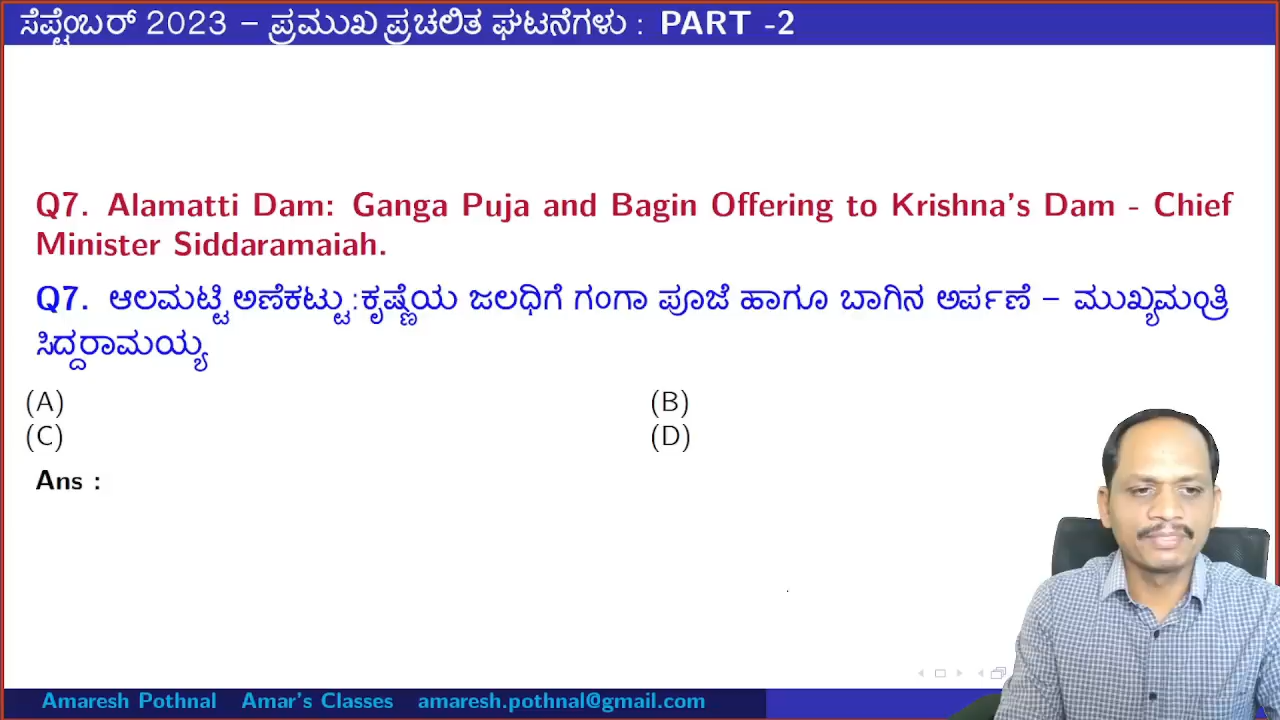 ಸೆಪ್ಟೆಂಬರ್ 2023 – ಪ್ರಮುಖ ಪ್ರಚಲಿತ ಘಟನೆಗಳು : PART -2
Q7. Alamatti Dam: Ganga Puja and Bagin Offering to Krishna's Dam - Chief
Minister Siddaramaiah.
Q7. ಆಲಮಟ್ಟಿ ಅಣೆಕಟ್ಟು:ಕೃಷ್ಣೆಯ ಜಲಧಿಗೆ ಗಂಗಾ ಪೂಜೆ ಹಾಗೂ ಬಾಗಿನ ಅರ್ಪಣೆ – ಮುಖ್ಯಮಂತ್ರಿ
ಸಿದ್ದರಾಮಯ್ಯ
(A) (B)
(C) (D)
Ans :
Amaresh Pothnal Amar's Classes amaresh.pothnal@gmail.com